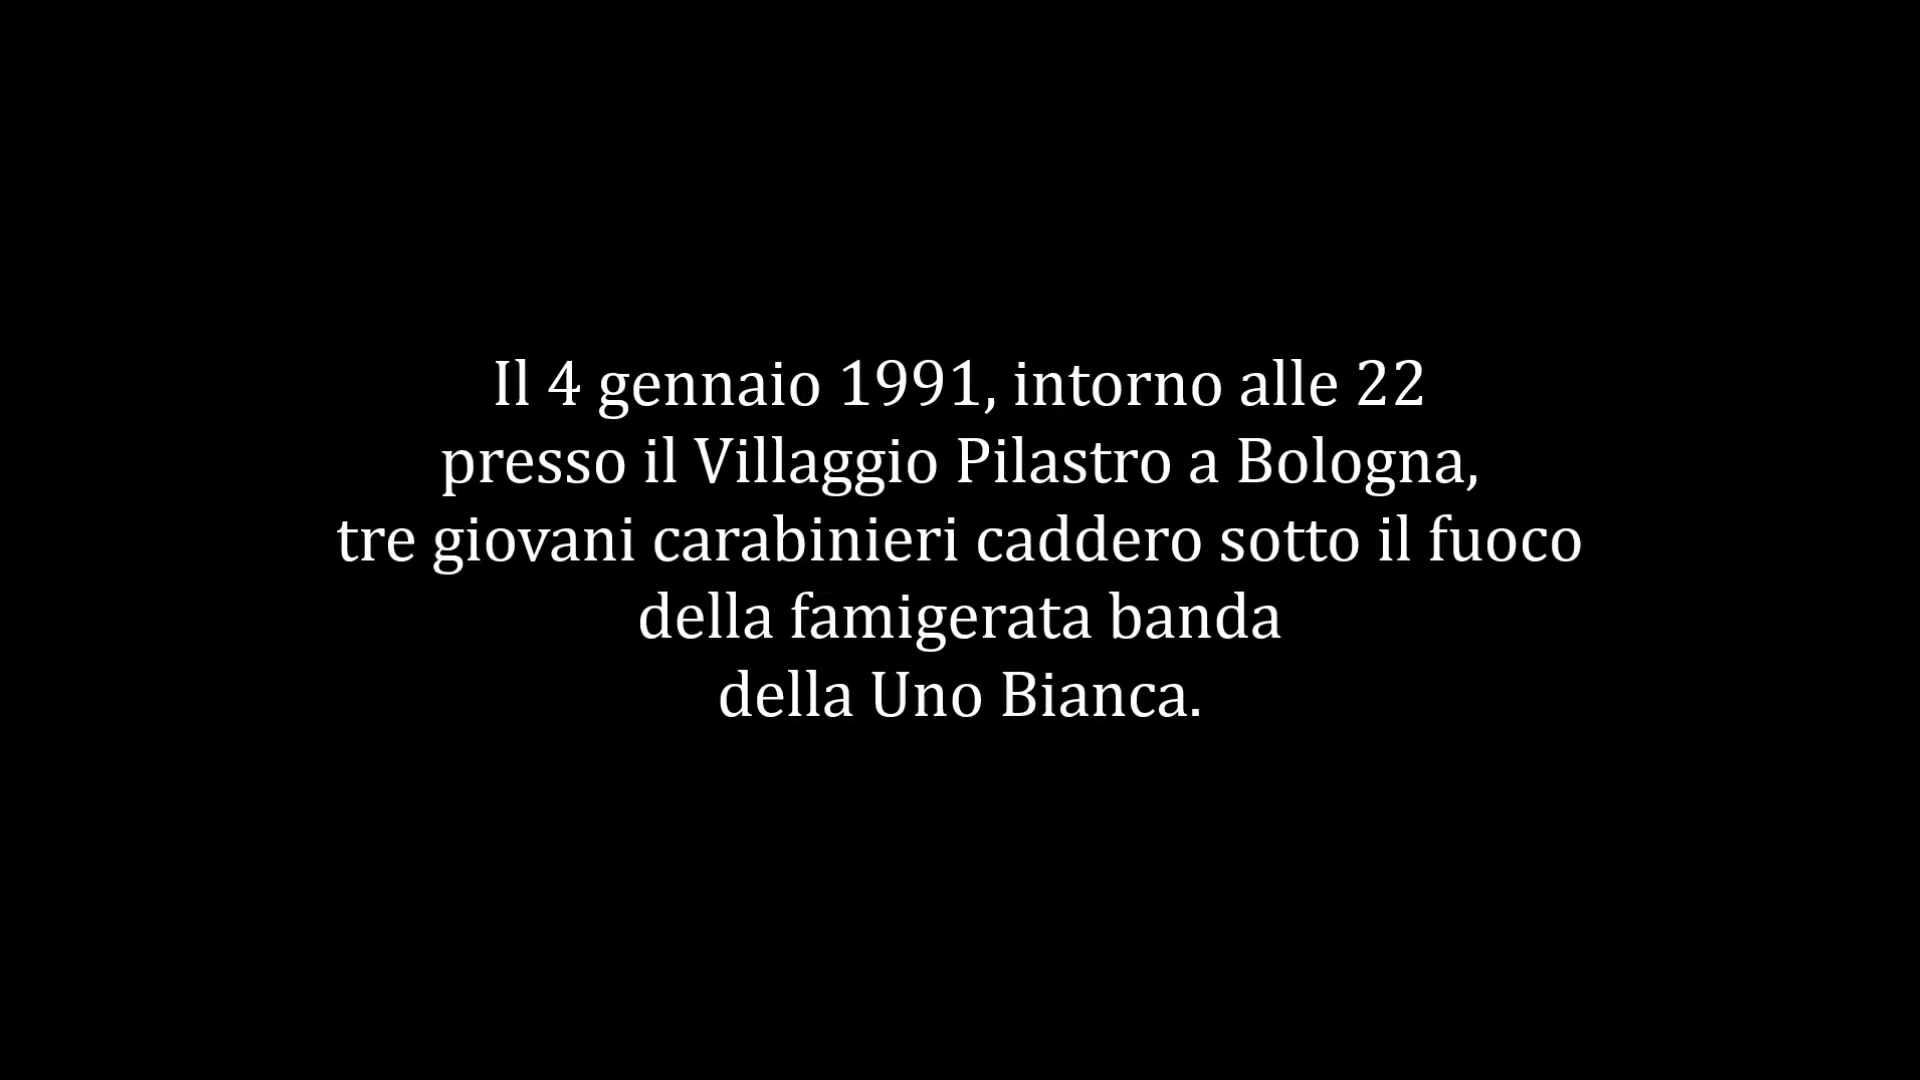 Il 4 gennaio 1991, intorno alle 22
presso il Villaggio Pilastro a Bologna,
tre giovani carabinieri caddero sotto il fuoco
della famigerata banda
della Uno Bianca.